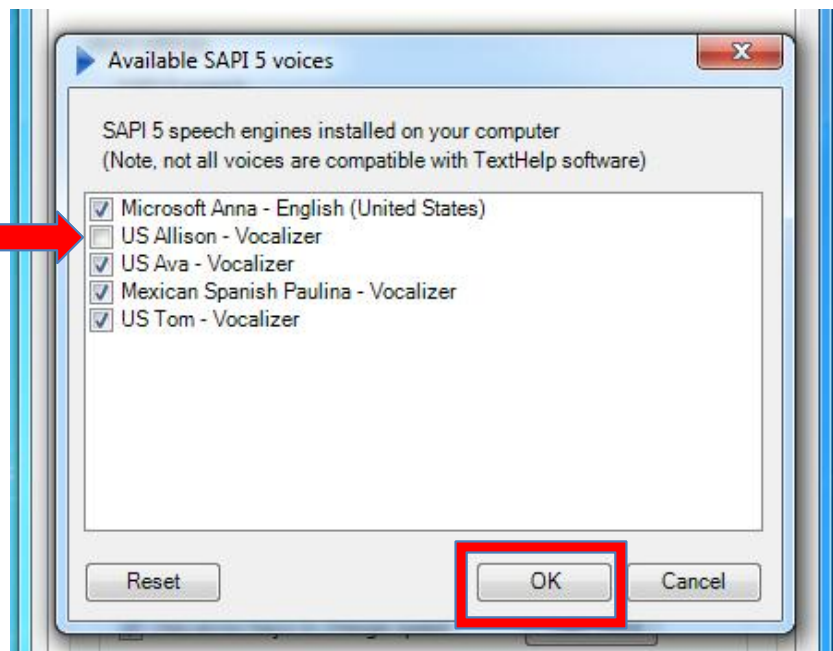 Available SAPI 5 voices
SAPI 5 speech engines installed on your computer
(Note, not all voices are compatible with TextHelp software)
Microsoft Anna - English (United States)
US Allison - Vocalizer
US Ava - Vocalizer
Mexican Spanish Paulina - Vocalizer
US Tom - Vocalizer
Reset OK Cancel